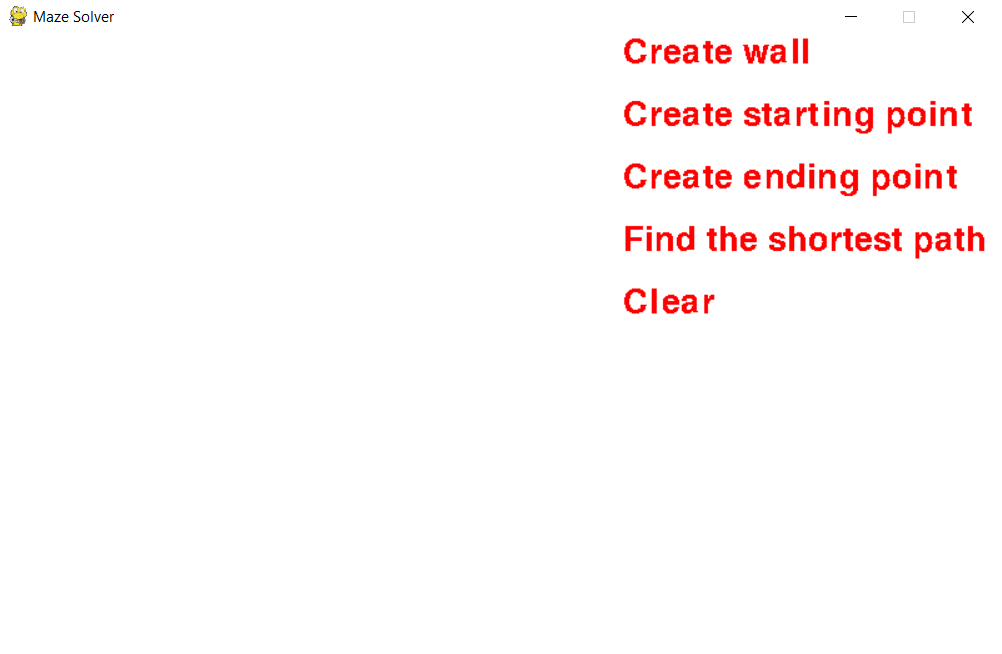 Maze Solver
Create wall
Create starting point
Create ending point
Find the shortest path
Clear